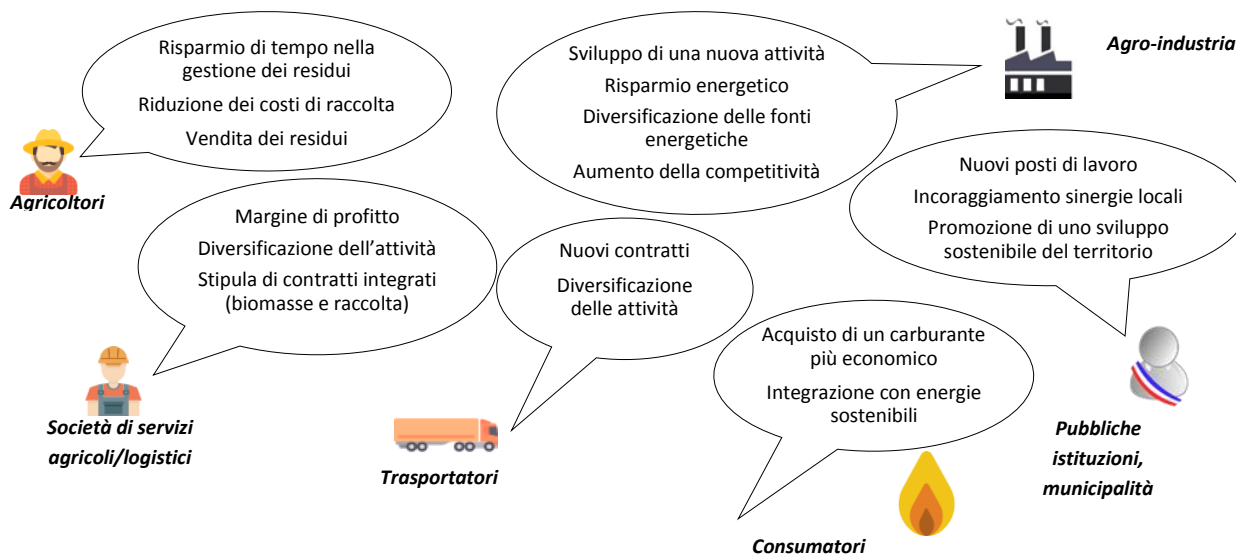 Risparmio di tempo nella
gestione dei residui
Riduzione dei costi di raccolta
Vendita dei residui
Agricoltori
Sviluppo di una nuova attività
Risparmio energetico
Diversificazione delle fonti
energetiche
Aumento della competitività
Agro-industria
Nuovi posti di lavoro
Incoraggiamento sinergie locali
Promozione di uno sviluppo
sostenibile del territorio
Pubbliche
istituzioni,
municipalità
Margine di profitto
Diversificazione dell’attività
Stipula di contratti integrati
(biomasse e raccolta)
Società di servizi
agricoli/logistici
Nuovi contratti
Diversificazione
delle attività
Trasportatori
Acquisto di un carburante
più economico
Integrazione con energie
sostenibili
Consumatori